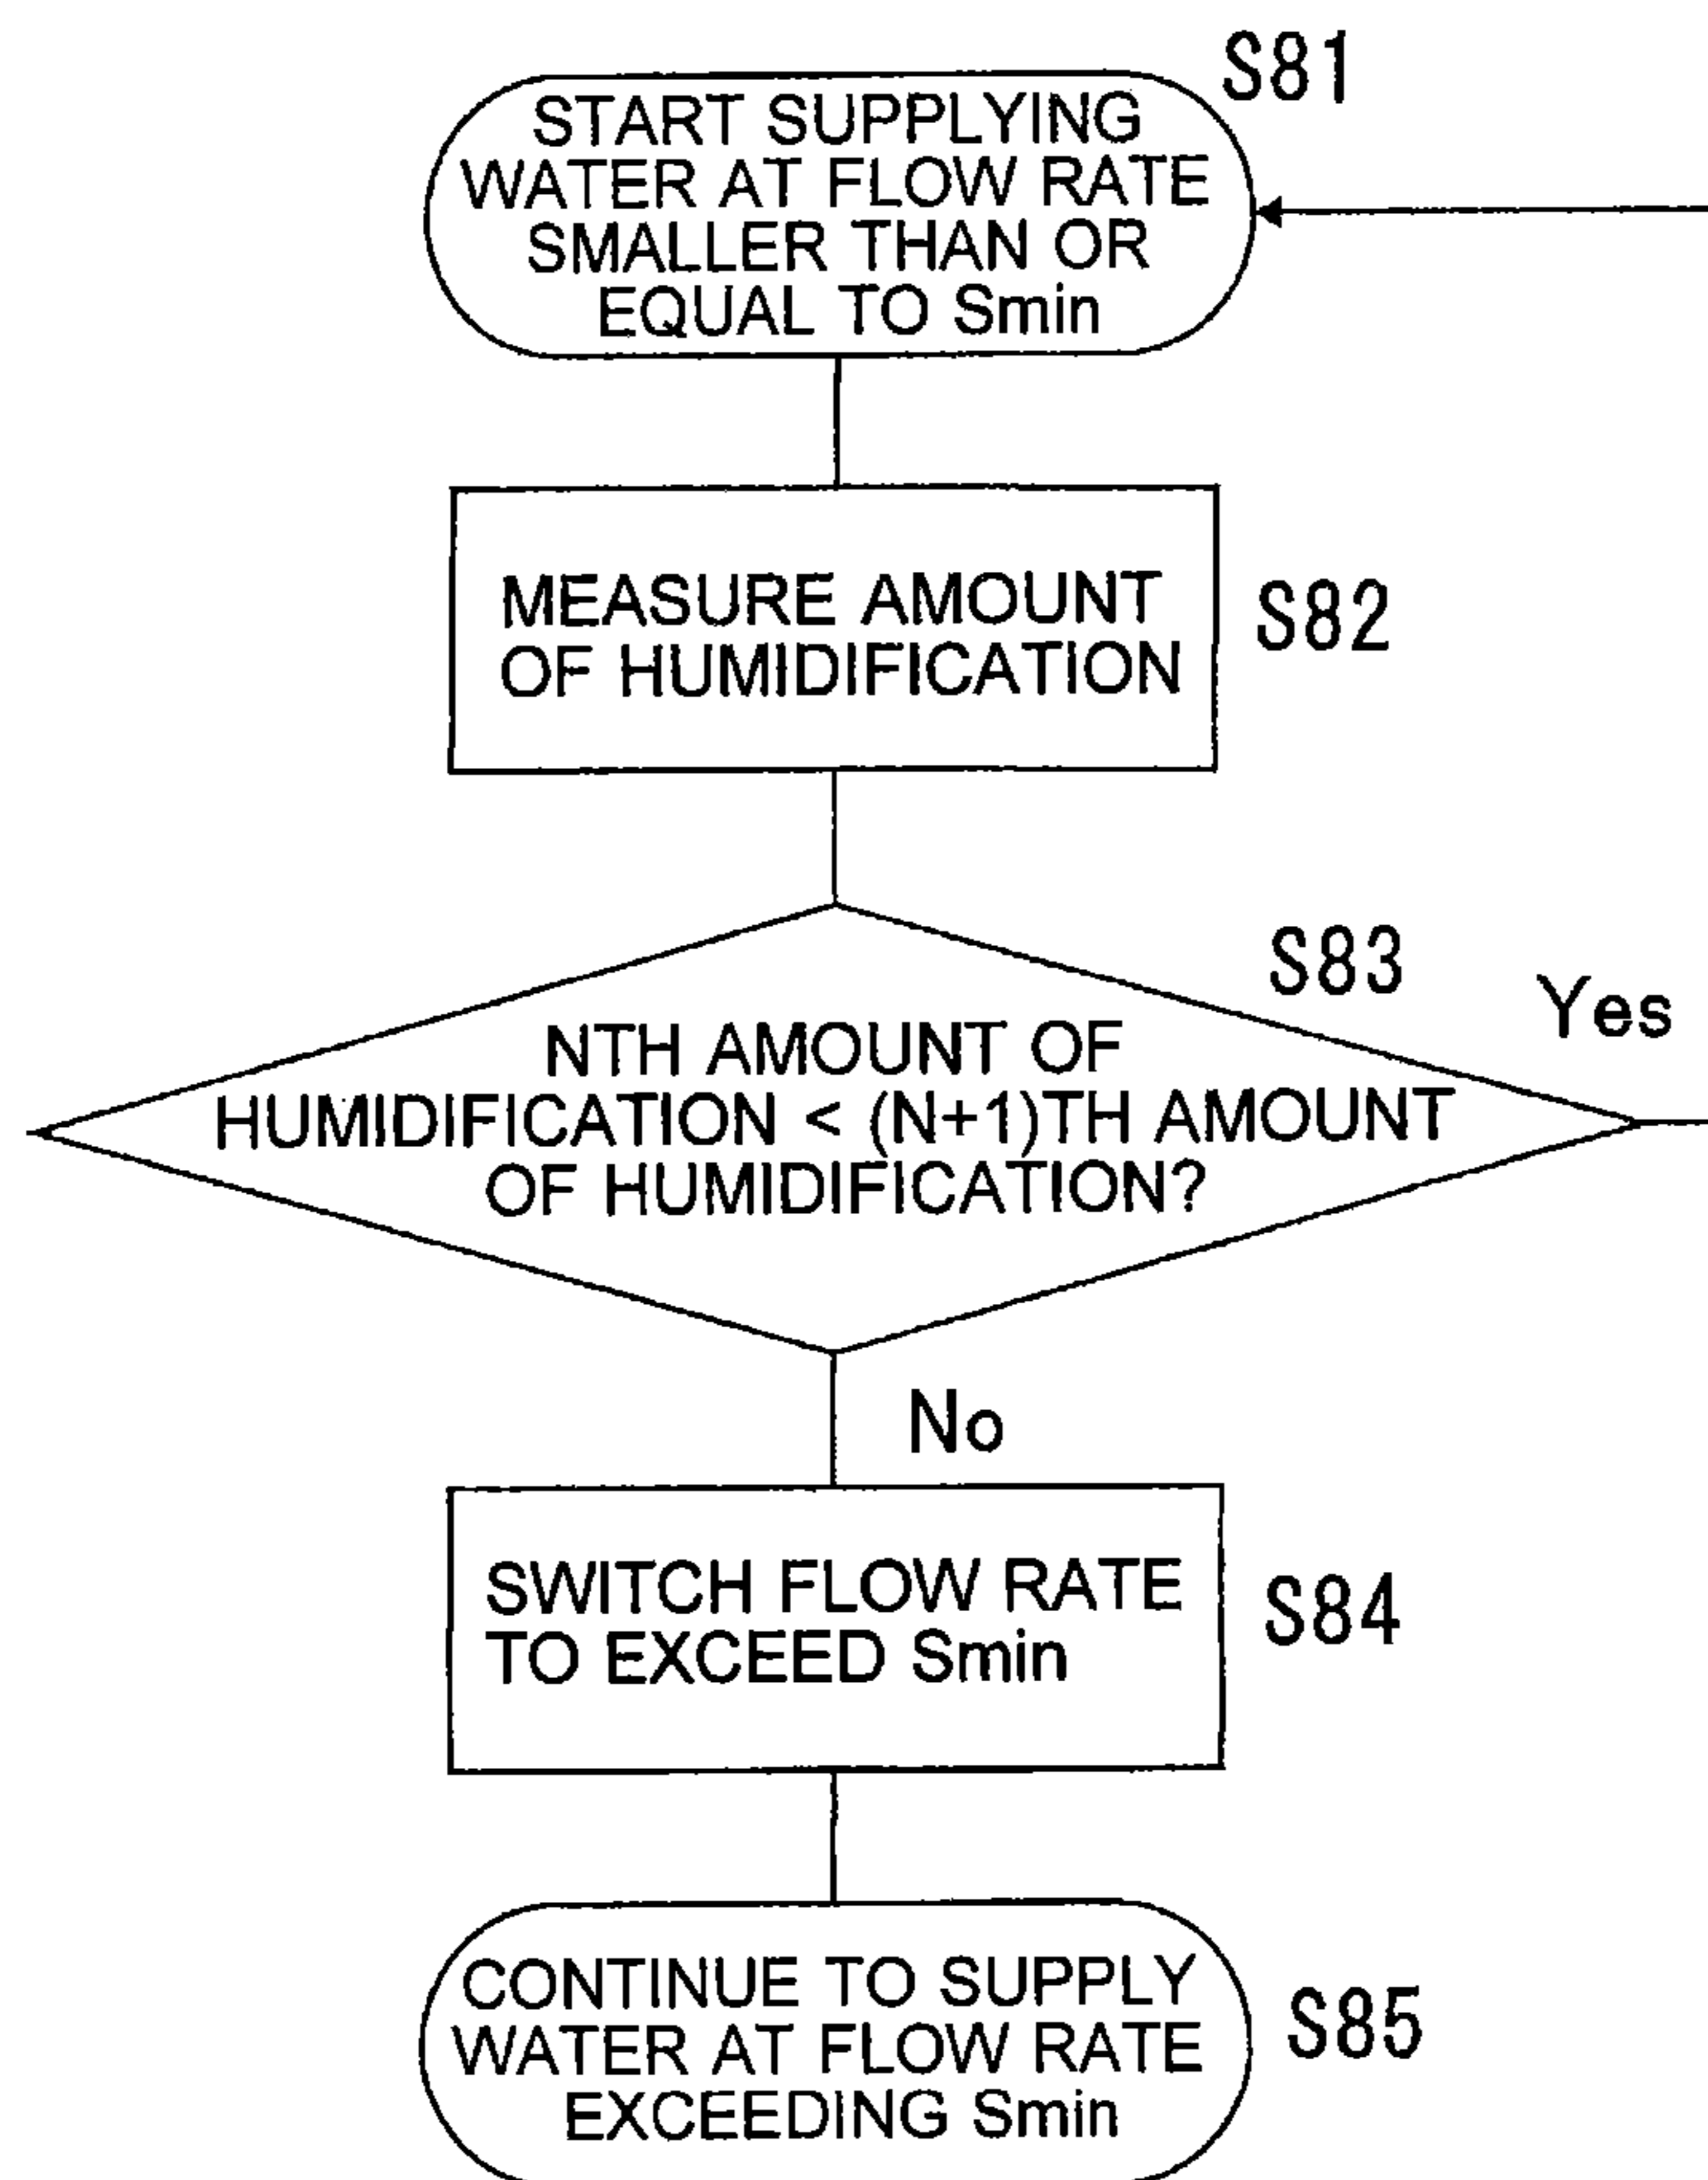 S81
START SUPPLYING
WATER AT FLOW RATE
SMALLER THAN OR
EQUAL TO Smin
MEASURE AMOUNT
OF HUMIDIFICATION
S82
S83
Yes
NTH AMOUNT OF
HUMIDIFICATION < (N+1)TH AMOUNT
OF HUMIDIFICATION?
No
SWITCH FLOW RATE
TO EXCEED Smin
S84
CONTINUE TO SUPPLY
WATER AT FLOW RATE
EXCEEDING Smin
S85